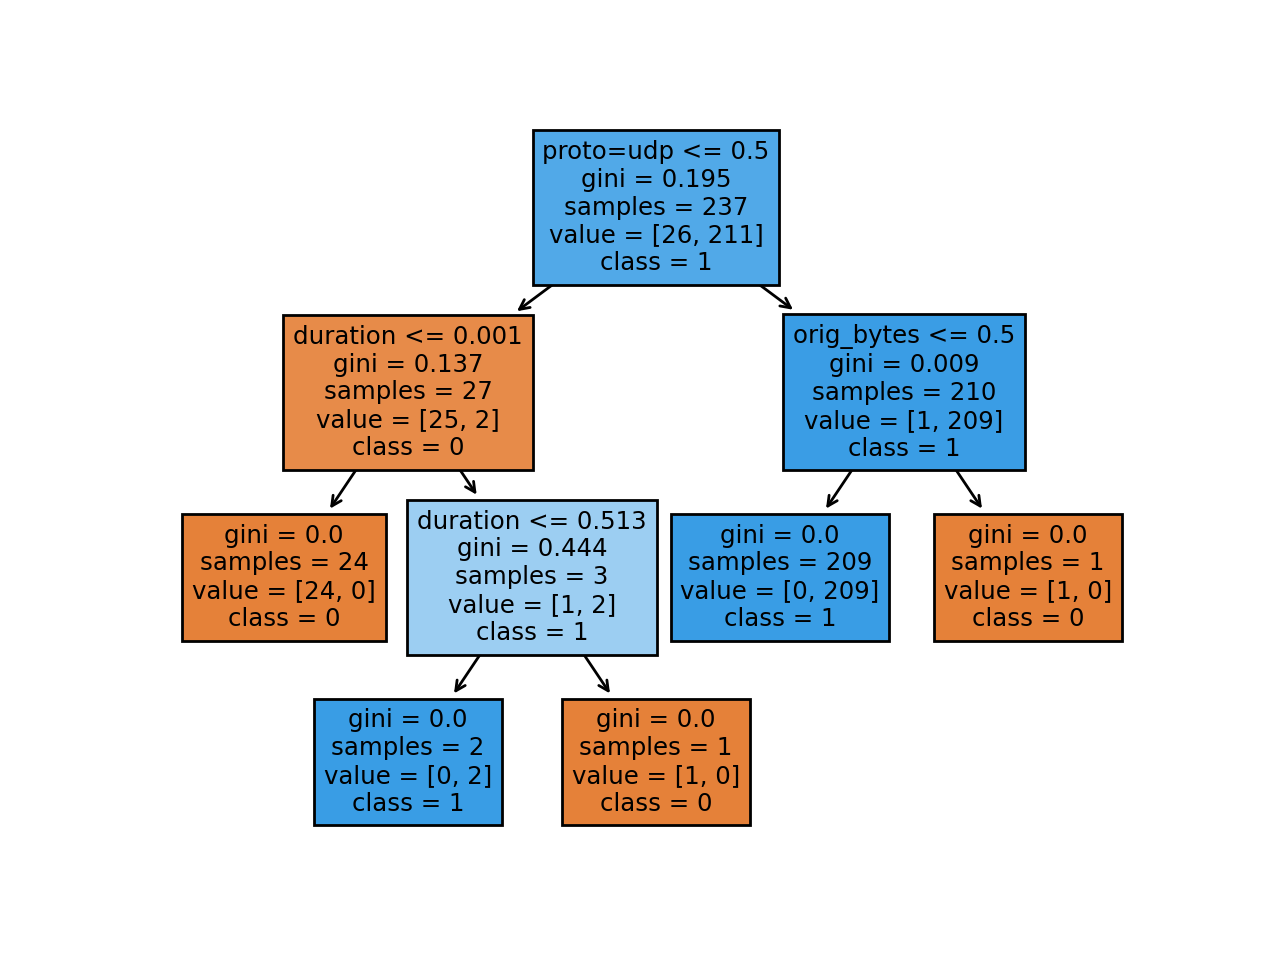 proto=udp <= 0.5
gini = 0.195
samples = 237
value = [26, 211]
class = 1
duration <= 0.001
gini = 0.137
samples = 27
value = [25, 2]
class = 0
orig_bytes <= 0.5
gini = 0.009
samples = 210
value = [1, 209]
class = 1
gini = 0.0
samples = 24
value = [24, 0]
class = 0
duration <= 0.513
gini = 0.444
samples = 3
value = [1, 2]
class = 1
gini = 0.0
samples = 209
value = [0, 209]
class = 1
gini = 0.0
samples = 1
value = [1, 0]
class = 0
gini = 0.0
samples = 2
value = [0, 2]
class = 1
gini = 0.0
samples = 1
value = [1, 0]
class = 0